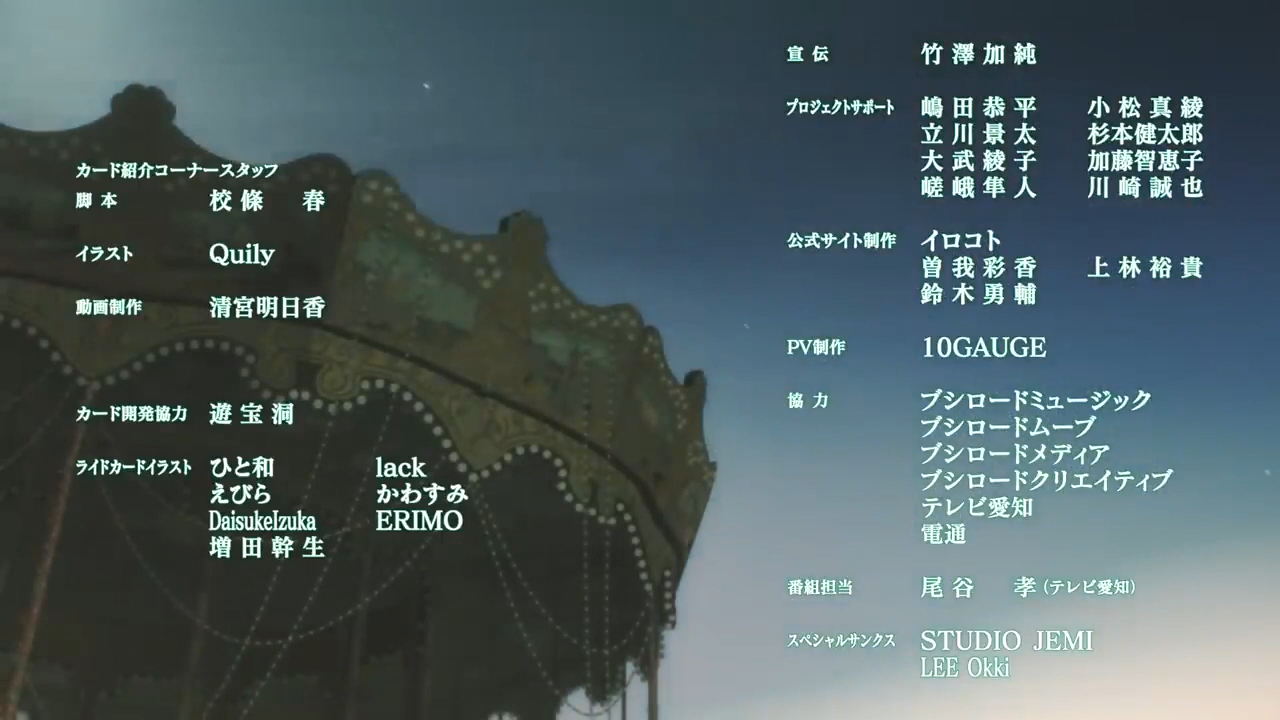 カード紹介コーナースタッフ
脚本 校條 春
イラスト Quily
動画制作 清宮明日香
カード開発協力 遊宝洞
ライドカードイラスト ひと和 lack
えびら かわすみ
DaisukeIzuka ERIMO
増田幹生
宣伝 竹澤加純
プロジェクトサポート 嶋田恭平 小松真綾
立川景太 杉本健太郎
大武綾子 加藤智恵子
嵯峨隼人 川崎誠也
公式サイト制作 イロコト
曽我彩香 上林裕貴
鈴木勇輔
PV制作 10GAUGE
協力 ブシロードミュージック
ブシロードムーブ
ブシロードメディア
ブシロードクリエイティブ
テレビ愛知
電通
番組担当 尾谷 孝(テレビ愛知)
スペシャルサンクス STUDIO JEMI
LEE Okki